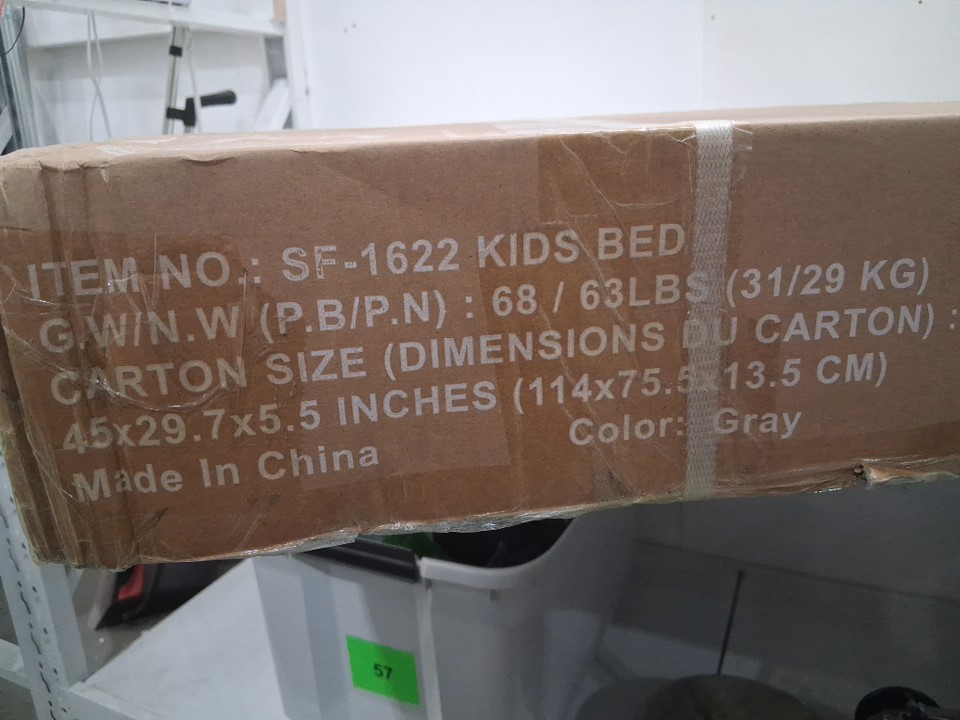 ITEM NO.: SF-1622 KIDS BED
G.W/N.W (P.B/P.N) : 68 / 63LBS (31/29 KG)
CARTON SIZE (DIMENSIONS DU CARTON) :
45x29.7x5.5 INCHES (114x75.5x13.5 CM)
Made In China Color: Gray
57